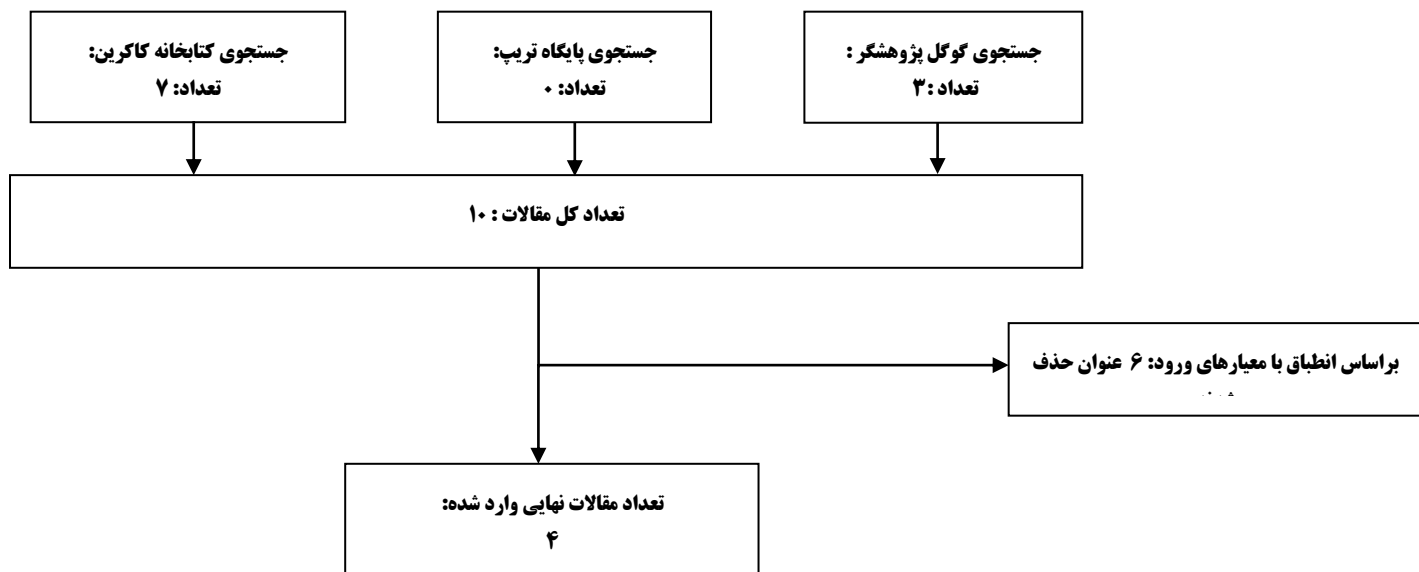 جستجوی گوگل پژوهشگر :
تعداد :۳
جستجوی پایگاه تریپ:
تعداد: ۰
جستجوی کتابخانه کاکرین:
تعداد: ۷
تعداد کل مقالات : ۱۰
براساس انطباق با معیارهای ورود: ۶ عنوان حذف
تعداد مقالات نهایی وارد شده:
۴